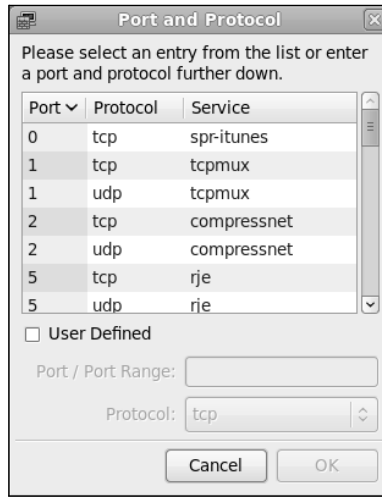 Port and Protocol
Please select an entry from the list or enter
a port and protocol further down.
Port Protocol Service
0 tcp spr-itunes
1 tcp tcpmux
1 udp tcpmux
2 tcp compressnet
2 udp compressnet
5 tcp rje
5 udp rje
User Defined
Port / Port Range:
Protocol: tcp
Cancel OK